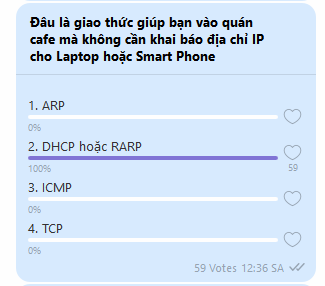 Đâu là giao thức giúp bạn vào quán
cafe mà không cần khai báo địa chỉ IP
cho Laptop hoặc Smart Phone
1. ARP
0%
2. DHCP hoặc RARP
100%
59
3. ICMP
0%
4. TCP
0%
59 Votes 12:36 SA